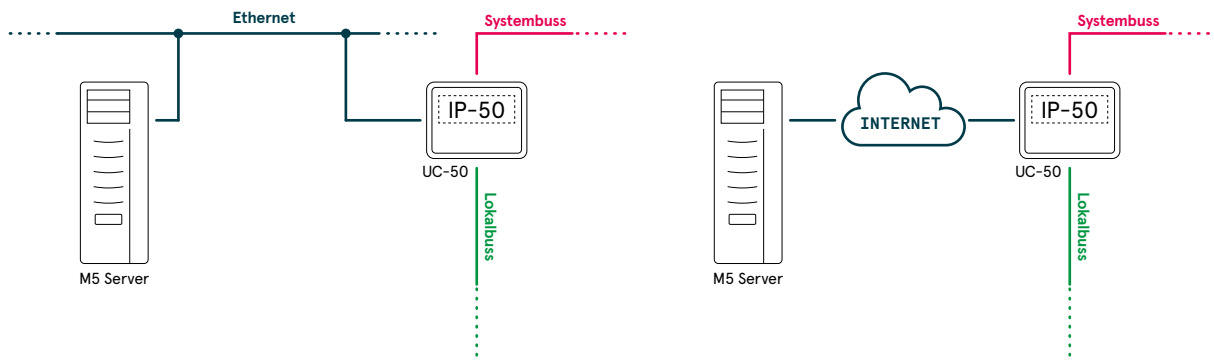 Ethernet
Systembuss
IP-50
UC-50
Lokalbuss
M5 Server
Systembuss
INTERNET
IP-50
UC-50
Lokalbuss
M5 Server